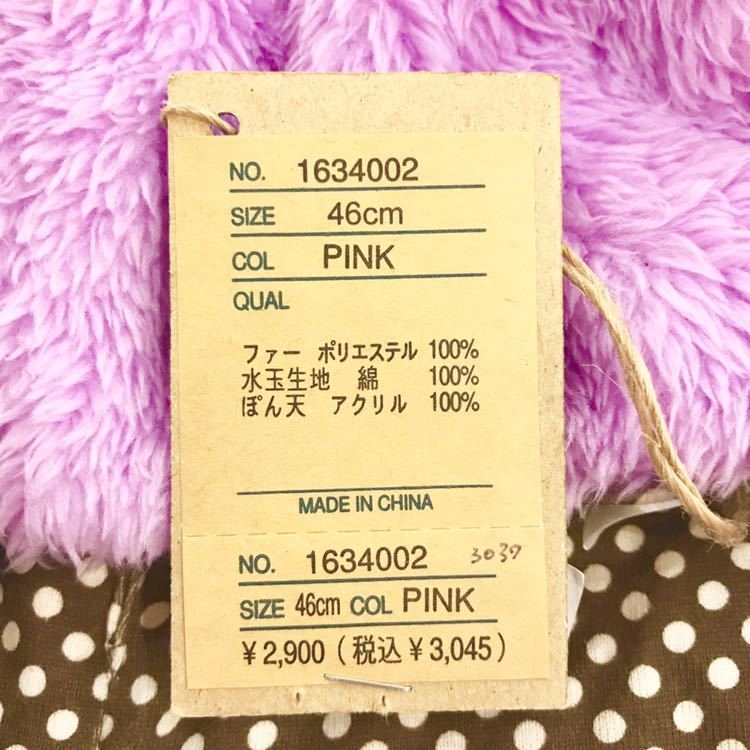 NO. 1634002
SIZE 46cm
COL PINK
QUAL
ファー ポリエステル 100%
水玉生地 綿 100%
ぽん天 アクリル 100%
MADE IN CHINA
NO. 1634002 3037
SIZE 46cm COL PINK
¥2,900 (税込¥3,045)